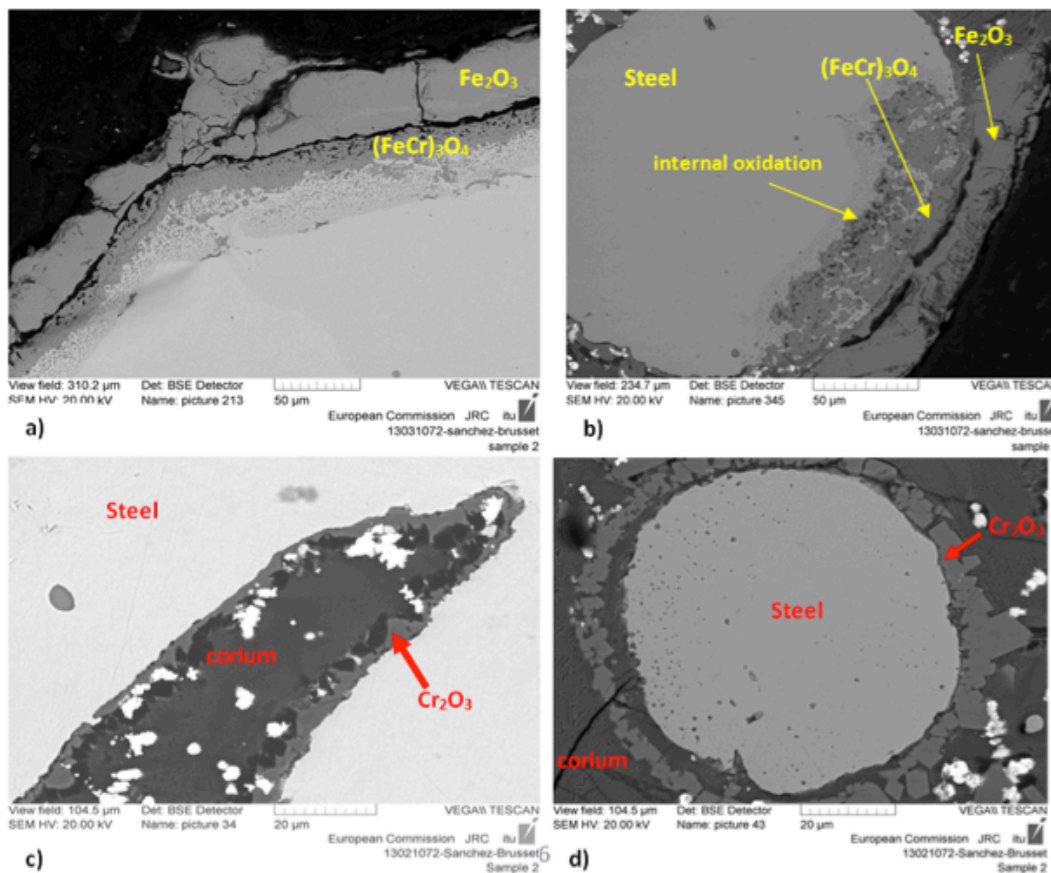 Fe₂O₃
(FeCr)₃O₄
View field: 310.2 µm Det: BSE Detector VEGA\\ TESCAN
SEM HV: 20.00 kV Name: picture 213 50 µm
European Commission JRC itu
13031072-sanchez-brusset
sample 2
a)
Fe₂O₃
Steel
(FeCr)₃O₄
internal oxidation
View field: 234.7 µm Det: BSE Detector VEGA\\ TESCAN
SEM HV: 20.00 kV Name: picture 345 50 µm
European Commission JRC itu
13031072-sanchez-brusse
sample
b)
Steel
corium
Cr₂O₃
View field: 104.5 µm Det: BSE Detector VEGA\\ TESCAN
SEM HV: 20.00 kV Name: picture 34 20 µm
European Commission JRC itu
13021072-Sanchez-Brusset
Sample 2
c)
6
Cr₂O₃
Steel
corium
View field: 104.5 µm Det: BSE Detector VEGA\\ TESCAN
SEM HV: 20.00 kV Name: picture 43 20 µm
European Commission JRC itu
13021072-Sanchez-Brusset
Sample 2
d)